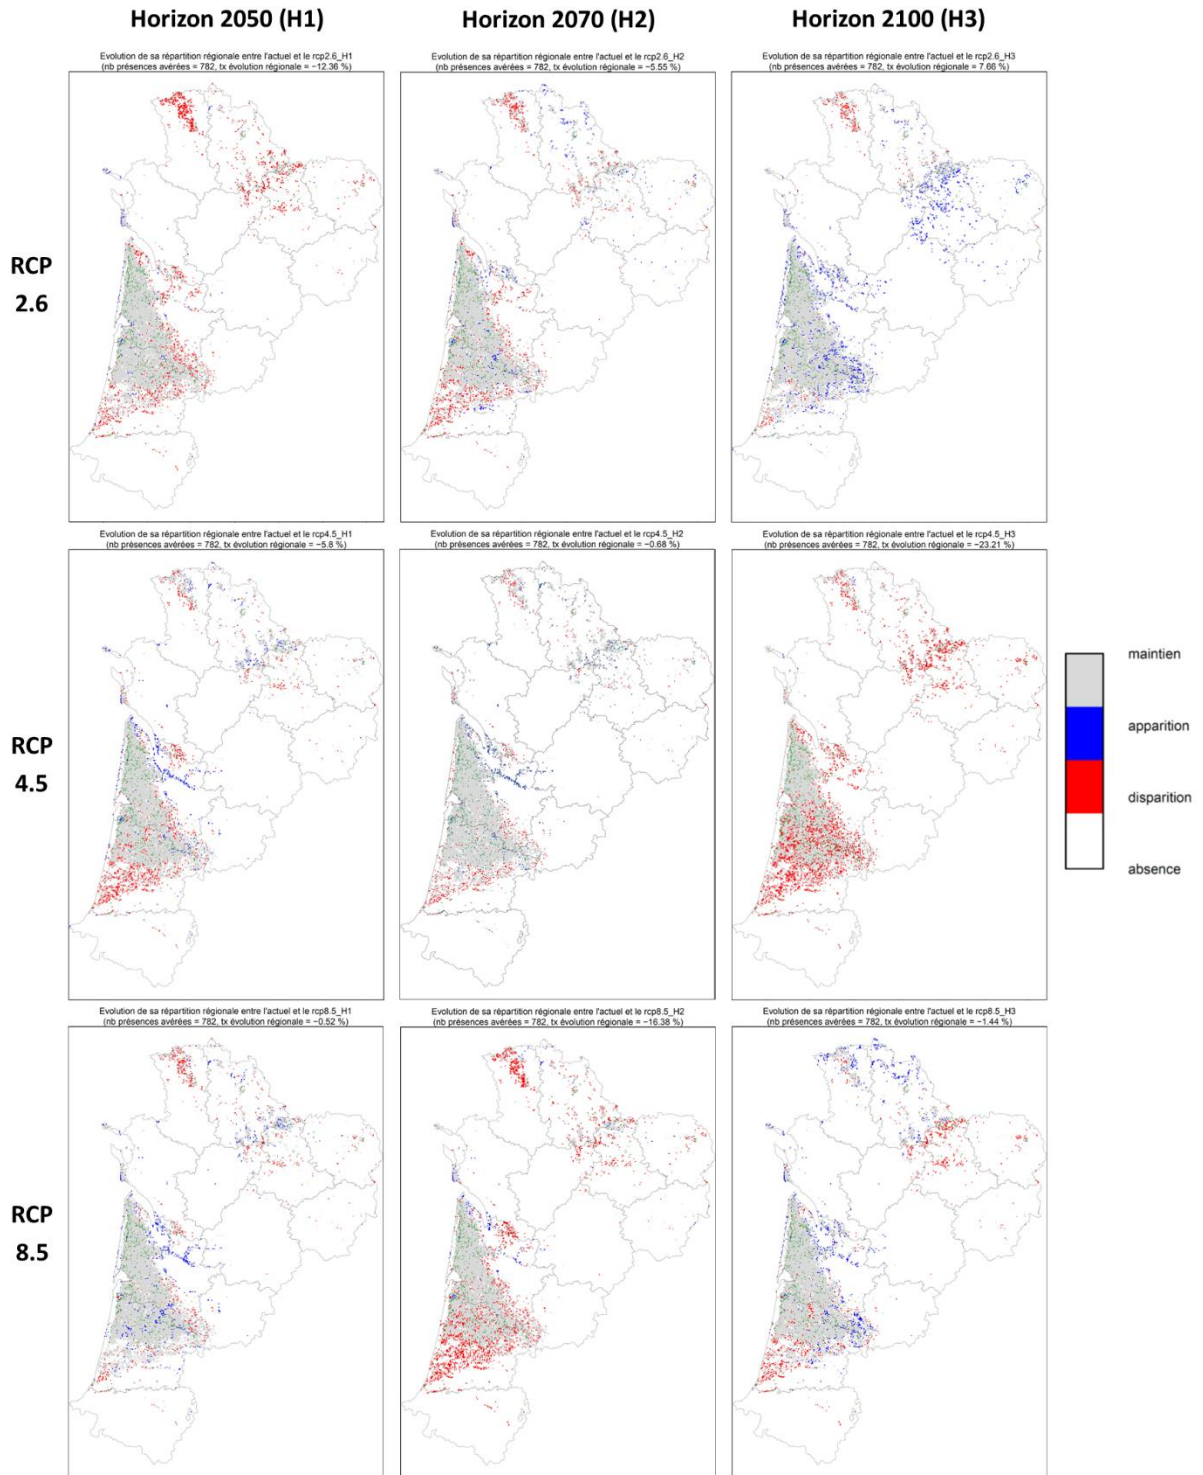 Horizon 2050 (H1)
Horizon 2070 (H2)
Horizon 2100 (H3)
Evolution de sa répartition régionale entre l'actuel et le rcp2.6_H1
(nb présences avérées = 782, tx évolution régionale = −12.36 %)
Evolution de sa répartition régionale entre l'actuel et le rcp2.6_H2
(nb présences avérées = 782, tx évolution régionale = −5.55 %)
Evolution de sa répartition régionale entre l'actuel et le rcp2.6_H3
(nb présences avérées = 782, tx évolution régionale = 7.66 %)
RCP
2.6
Evolution de sa répartition régionale entre l'actuel et le rcp4.5_H1
(nb présences avérées = 782, tx évolution régionale = −5.8 %)
Evolution de sa répartition régionale entre l'actuel et le rcp4.5_H2
(nb présences avérées = 782, tx évolution régionale = −0.68 %)
Evolution de sa répartition régionale entre l'actuel et le rcp4.5_H3
(nb présences avérées = 782, tx évolution régionale = −23.21 %)
RCP
4.5
maintien
apparition
disparition
absence
Evolution de sa répartition régionale entre l'actuel et le rcp8.5_H1
(nb présences avérées = 782, tx évolution régionale = −0.52 %)
Evolution de sa répartition régionale entre l'actuel et le rcp8.5_H2
(nb présences avérées = 782, tx évolution régionale = −16.38 %)
Evolution de sa répartition régionale entre l'actuel et le rcp8.5_H3
(nb présences avérées = 782, tx évolution régionale = −1.44 %)
RCP
8.5